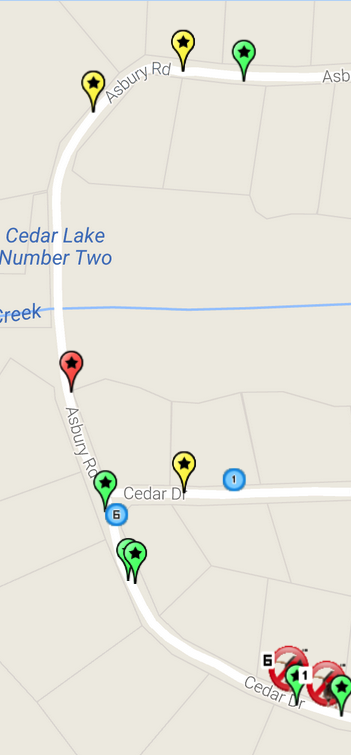 Asbury Rd
Asb
Cedar Lake
Number Two
Creek
Asbury Rd
Cedar Dr
1
6
6
1
Cedar Dr